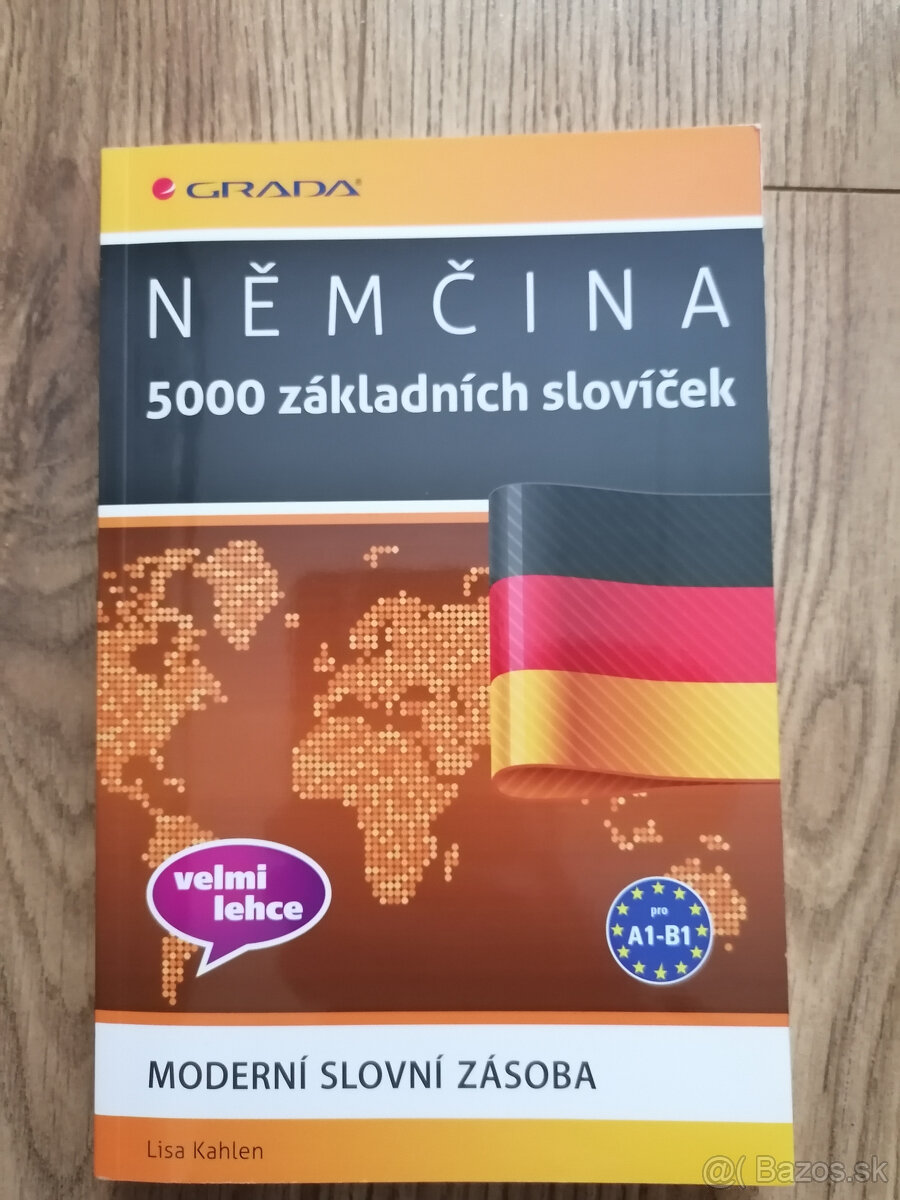 GRADA®
NĚMČINA
5000 základních slovíček
velmi
lehce
pro
A1-B1
MODERNÍ SLOVNÍ ZÁSOBA
Lisa Kahlen
@( Bazos.sk